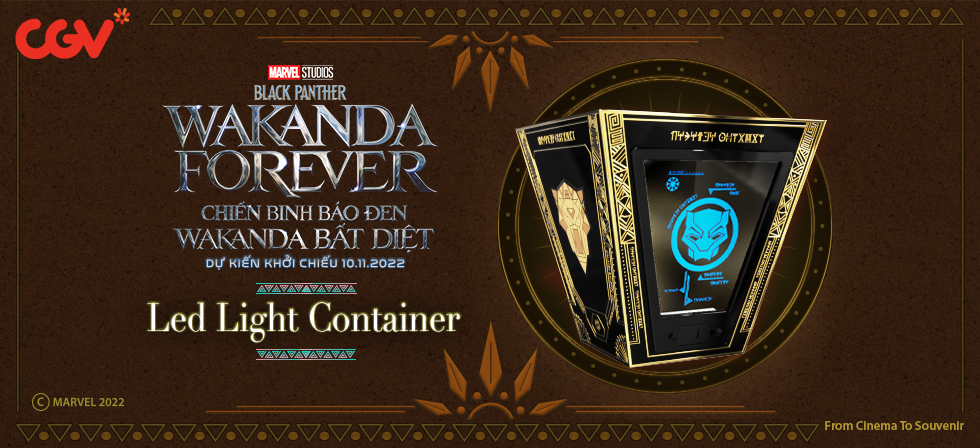 CGV
MARVEL STUDIOS
BLACK PANTHER
WAKANDA
FOREVER
CHIẾN BINH BÁO ĐEN
WAKANDA BẤT DIỆT
DỰ KIẾN KHỞI CHIẾU 10.11.2022
Led Light Container
© MARVEL 2022
From Cinema To Souvenir